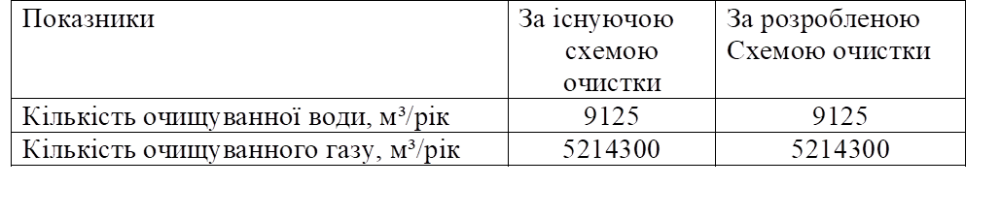 Показники
За існуючою
схемою
очистки
За розробленою
Схемою очистки
Кількість очищуванної води, м³/рік
9125
9125
Кількість очищуванного газу, м³/рік
5214300
5214300